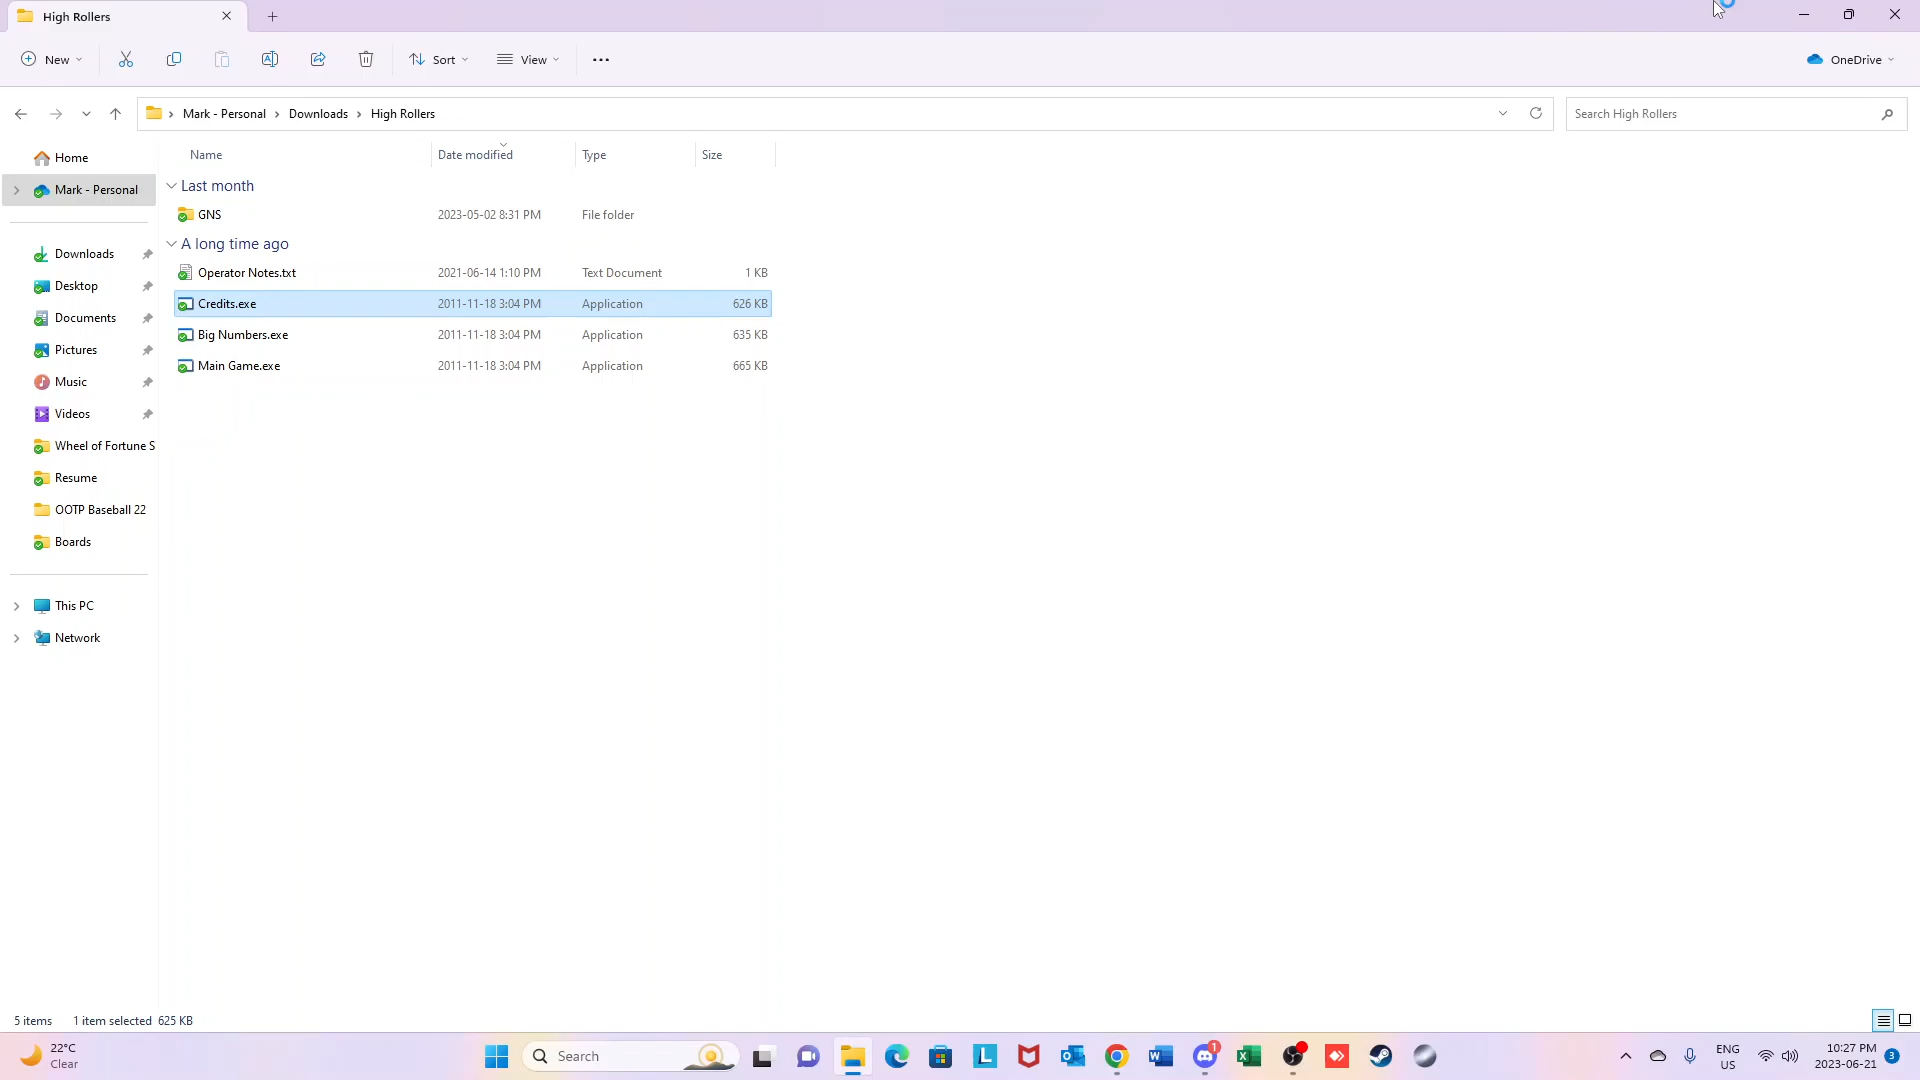 High Rollers
New
Sort
View
OneDrive
Mark - Personal
Downloads
High Rollers
Search High Rollers
Home
Mark - Personal
Downloads
Desktop
Documents
Pictures
Music
Videos
Wheel of Fortune S
Resume
OOTP Baseball 22
Boards
This PC
Network
Name Date modified Type Size
Last month
GNS 2023-05-02 8:31 PM File folder
A long time ago
Operator Notes.txt 2021-06-14 1:10 PM Text Document 1 KB
Credits.exe 2011-11-18 3:04 PM Application 626 KB
Big Numbers.exe 2011-11-18 3:04 PM Application 635 KB
Main Game.exe 2011-11-18 3:04 PM Application 665 KB
5 items 1 item selected 625 KB
22°C
Clear
Search
L
W
1
X
ENG
US
10:27 PM
2023-06-21
3